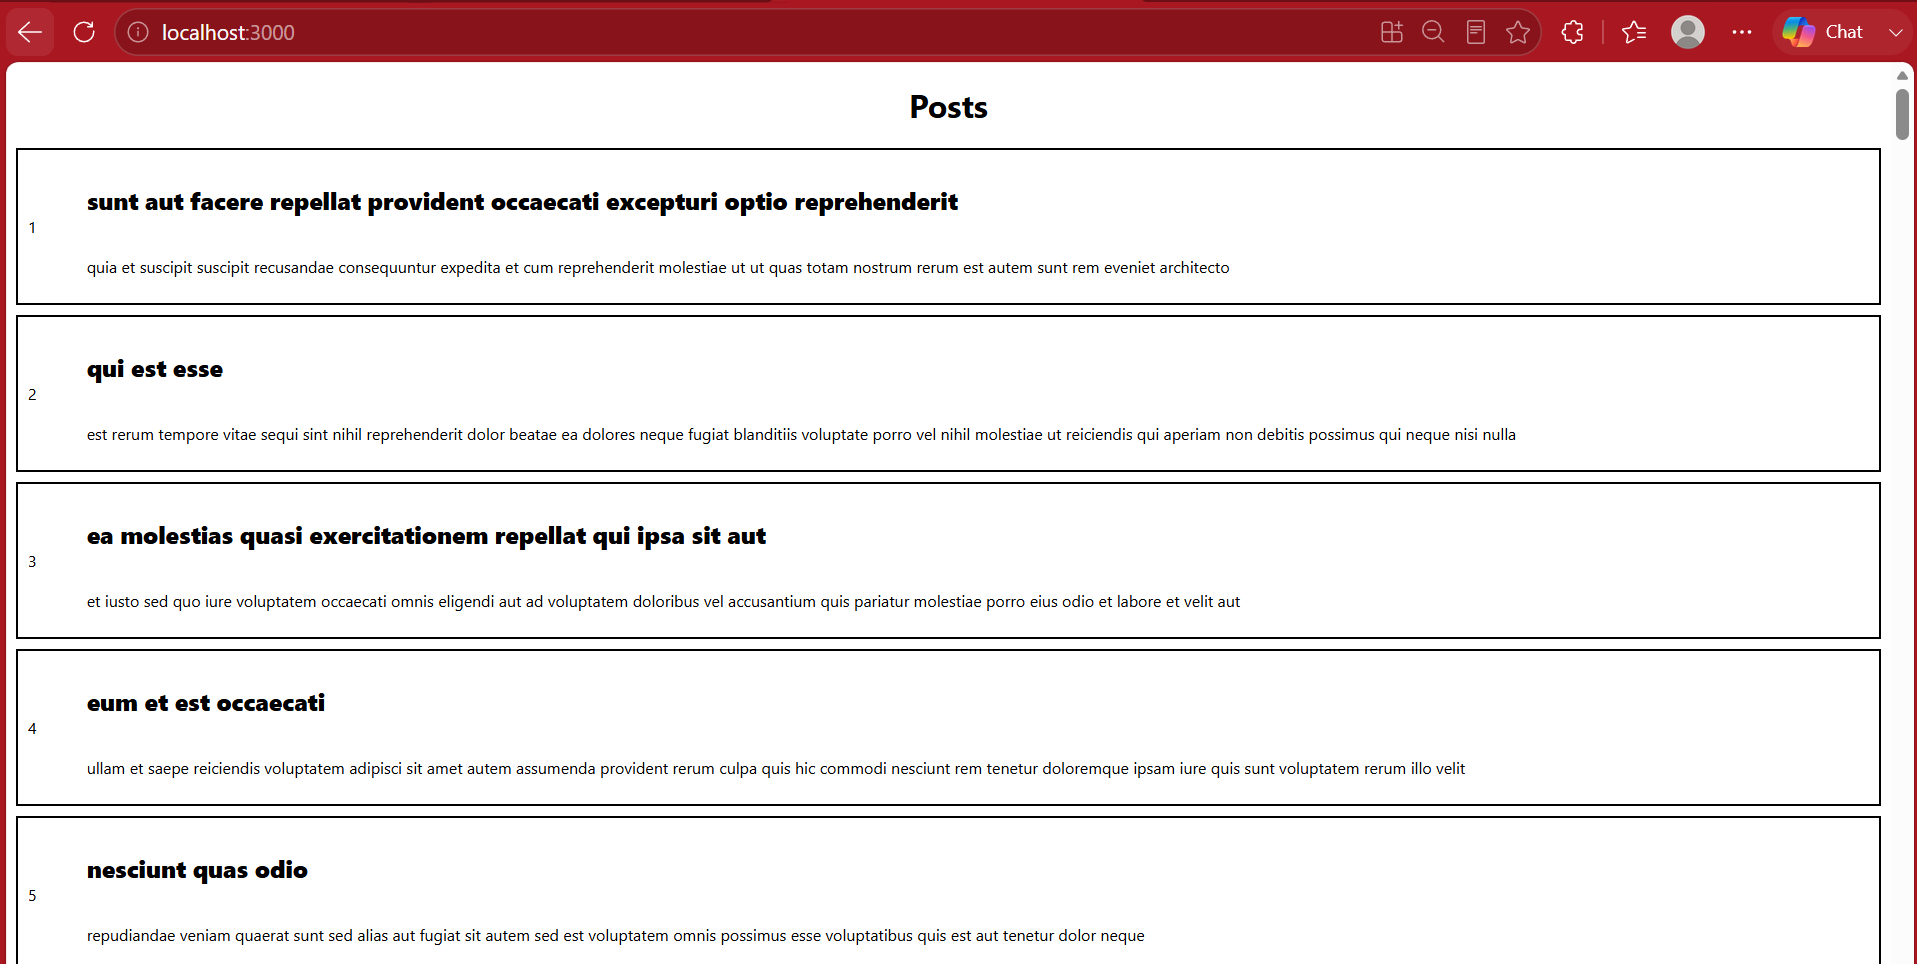 localhost:3000
Chat
Posts
sunt aut facere repellat provident occaecati excepturi optio reprehenderit
1
quia et suscipit suscipit recusandae consequuntur expedita et cum reprehenderit molestiae ut ut quas totam nostrum rerum est autem sunt rem eveniet architecto
qui est esse
2
est rerum tempore vitae sequi sint nihil reprehenderit dolor beatae ea dolores neque fugiat blanditiis voluptate porro vel nihil molestiae ut reiciendis qui aperiam non debitis possimus qui neque nisi nulla
ea molestias quasi exercitationem repellat qui ipsa sit aut
3
et iusto sed quo iure voluptatem occaecati omnis eligendi aut ad voluptatem doloribus vel accusantium quis pariatur molestiae porro eius odio et labore et velit aut
eum et est occaecati
4
ullam et saepe reiciendis voluptatem adipisci sit amet autem assumenda provident rerum culpa quis hic commodi nesciunt rem tenetur doloremque ipsam iure quis sunt voluptatem rerum illo velit
nesciunt quas odio
5
repudiandae veniam quaerat sunt sed alias aut fugiat sit autem sed est voluptatem omnis possimus esse voluptatibus quis est aut tenetur dolor neque